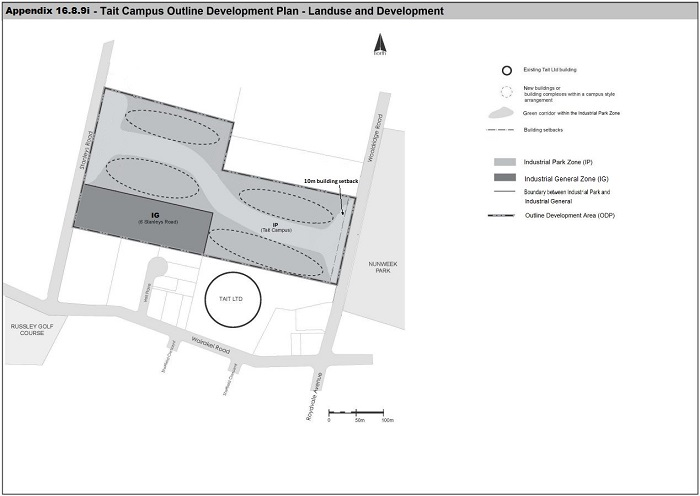 Appendix 16.8.9i - Tait Campus Outline Development Plan - Landuse and Development
North
Existing Tait Ltd building
New buildings or
building complexes within a campus style
arrangement
Green corridor within the Industrial Park Zone
Building setbacks
Industrial Park Zone (IP)
Industrial General Zone (IG)
Boundary between Industrial Park and
Industrial General
Outline Development Area (ODP)
Stanleys Road
Wooldridge Road
10m building setback
IG
(6 Stanleys Road)
IP
(Tait Campus)
NUNWEEK
PARK
TAIT LTD
RUSSLEY GOLF
COURSE
Wairakei Road
Sheffield Crescent
Sheffield Crescent
Roydvale Avenue
0
50m
100m